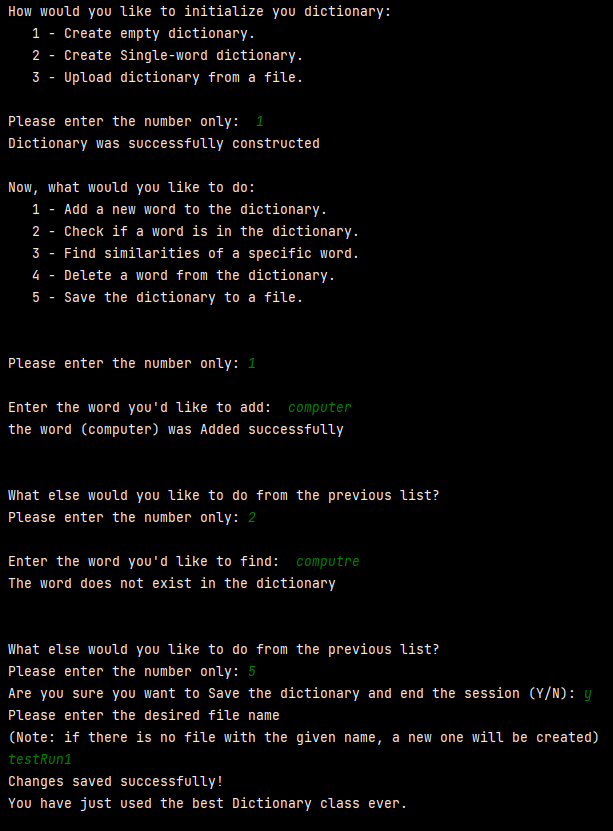 How would you like to initialize you dictionary:
1 - Create empty dictionary.
2 - Create Single-word dictionary.
3 - Upload dictionary from a file.
Please enter the number only:  1
Dictionary was successfully constructed
Now, what would you like to do:
1 - Add a new word to the dictionary.
2 - Check if a word is in the dictionary.
3 - Find similarities of a specific word.
4 - Delete a word from the dictionary.
5 - Save the dictionary to a file.
Please enter the number only: 1
Enter the word you'd like to add:  computer
the word (computer) was Added successfully
What else would you like to do from the previous list?
Please enter the number only: 2
Enter the word you'd like to find:  computre
The word does not exist in the dictionary
What else would you like to do from the previous list?
Please enter the number only: 5
Are you sure you want to Save the dictionary and end the session (Y/N): y
Please enter the desired file name
(Note: if there is no file with the given name, a new one will be created)
testRun1
Changes saved successfully!
You have just used the best Dictionary class ever.